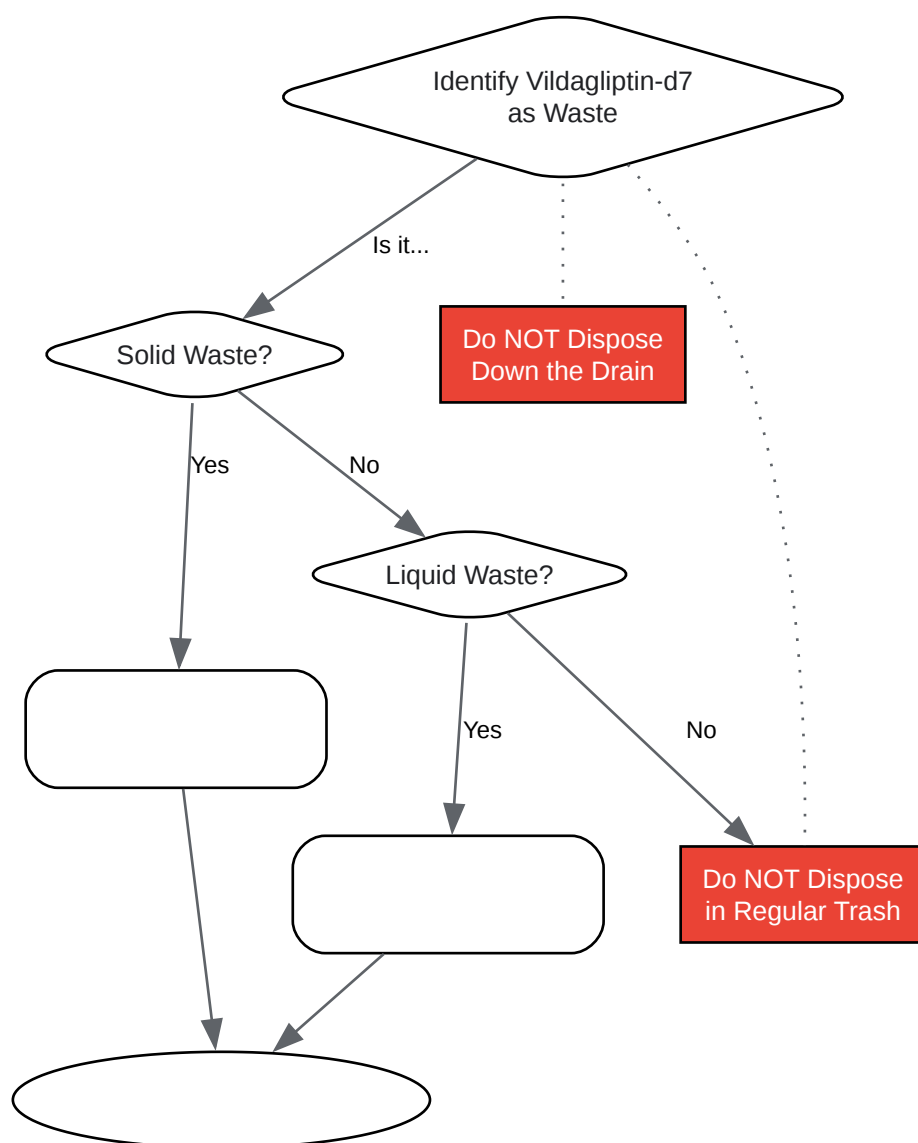 Identify Vildagliptin-d7
as Waste
Is it...
Do NOT Dispose
Down the Drain
Solid Waste?
Yes
No
Liquid Waste?
Yes
No
Do NOT Dispose
in Regular Trash